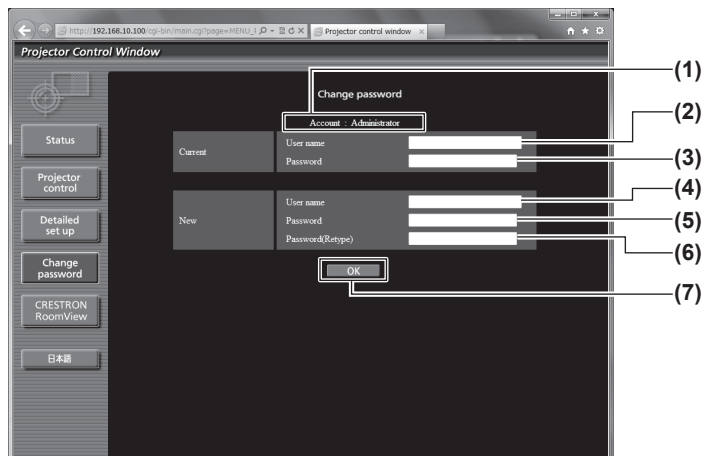 http://192.168.10.100/cgi-bin/main.cgi?page=MENU_
Projector control window
Projector Control Window
Change password
(1)
Account : Administrator
(2)
Status
Current
User name
Password
(3)
Projector
control
(4)
New
User name
Password
(5)
Password(Retype)
(6)
Detailed
set up
OK
(7)
Change
password
CRESTRON
RoomView
日本語